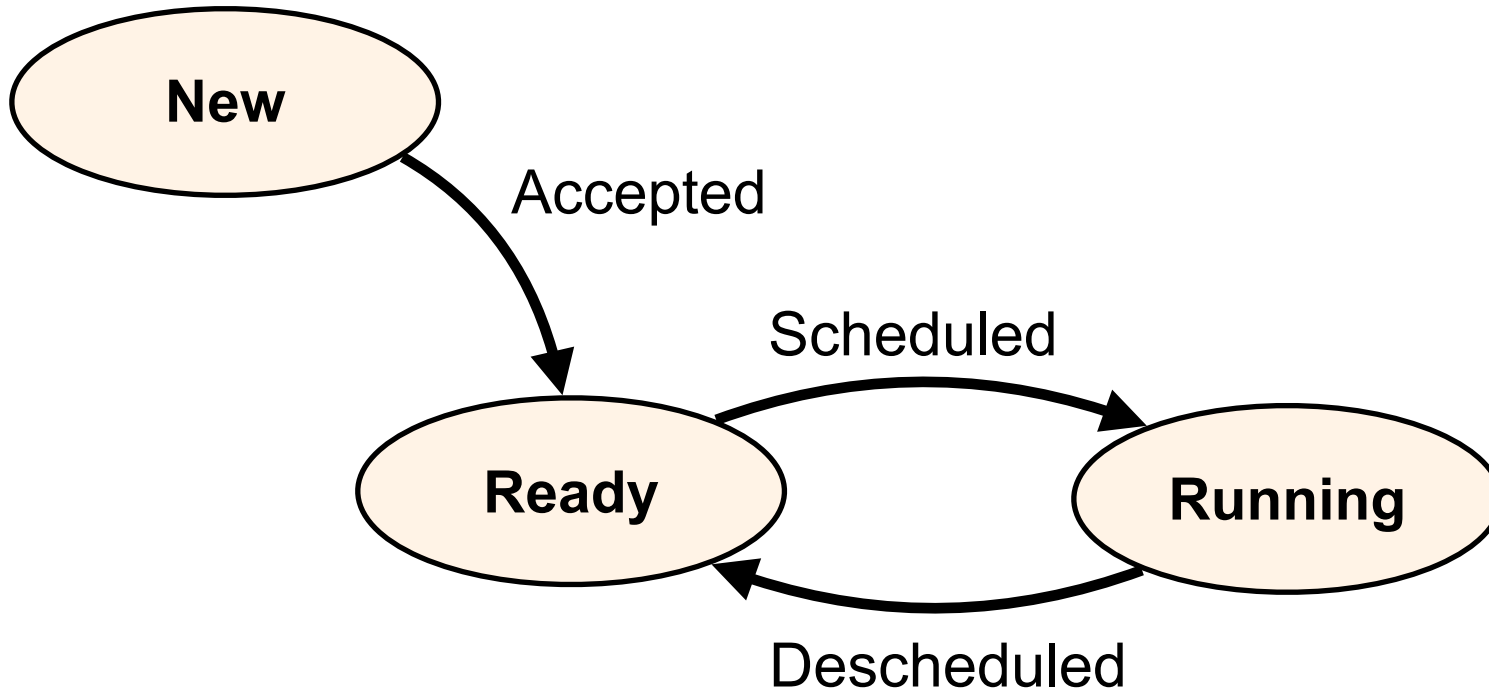 New
Accepted
Scheduled
Ready
Running
Descheduled